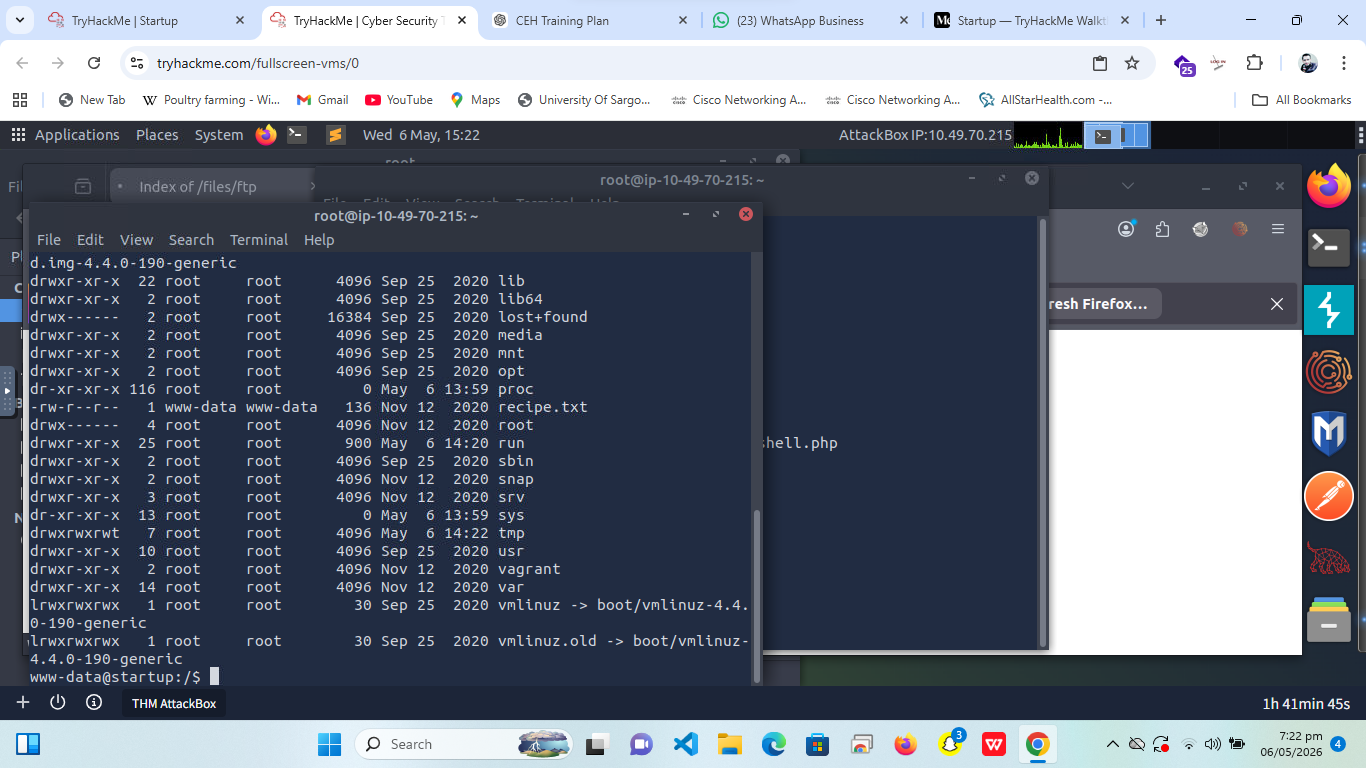 TryHackMe | Startup
TryHackMe | Cyber Security T
CEH Training Plan
(23) WhatsApp Business
Startup — TryHackMe Walkt
tryhackme.com/fullscreen-vms/0
25
New Tab
Poultry farming - Wi...
Gmail
YouTube
Maps
University Of Sargo...
Cisco Networking A...
Cisco Networking A...
AllStarHealth.com -...
All Bookmarks
Applications Places System
Wed 6 May, 15:22
AttackBox IP:10.49.70.215
root
Index of /files/ftp
root@ip-10-49-70-215: ~
File Edit View Search Terminal Help
root@ip-10-49-70-215: ~
File Edit View Search Terminal Help
d.img-4.4.0-190-generic
drwxr-xr-x 22 root root 4096 Sep 25 2020 lib
drwxr-xr-x 2 root root 4096 Sep 25 2020 lib64
drwx------ 2 root root 16384 Sep 25 2020 lost+found
drwxr-xr-x 2 root root 4096 Sep 25 2020 media
drwxr-xr-x 2 root root 4096 Sep 25 2020 mnt
drwxr-xr-x 2 root root 4096 Sep 25 2020 opt
dr-xr-xr-x 116 root root 0 May 6 13:59 proc
-rw-r--r-- 1 www-data www-data 136 Nov 12 2020 recipe.txt
drwx------ 4 root root 4096 Nov 12 2020 root
drwxr-xr-x 25 root root 900 May 6 14:20 run
drwxr-xr-x 2 root root 4096 Sep 25 2020 sbin
drwxr-xr-x 2 root root 4096 Nov 12 2020 snap
drwxr-xr-x 3 root root 4096 Nov 12 2020 srv
dr-xr-xr-x 13 root root 0 May 6 13:59 sys
drwxrwxrwt 7 root root 4096 May 6 14:22 tmp
drwxr-xr-x 10 root root 4096 Sep 25 2020 usr
drwxr-xr-x 2 root root 4096 Nov 12 2020 vagrant
drwxr-xr-x 14 root root 4096 Nov 12 2020 var
lrwxrwxrwx 1 root root 30 Sep 25 2020 vmlinuz -> boot/vmlinuz-4.4.
0-190-generic
lrwxrwxrwx 1 root root 30 Sep 25 2020 vmlinuz.old -> boot/vmlinuz-
4.4.0-190-generic
www-data@startup:/$
resh Firefox...
shell.php
THM AttackBox
1h 41min 45s
Search
3
7:22 pm
06/05/2026
4